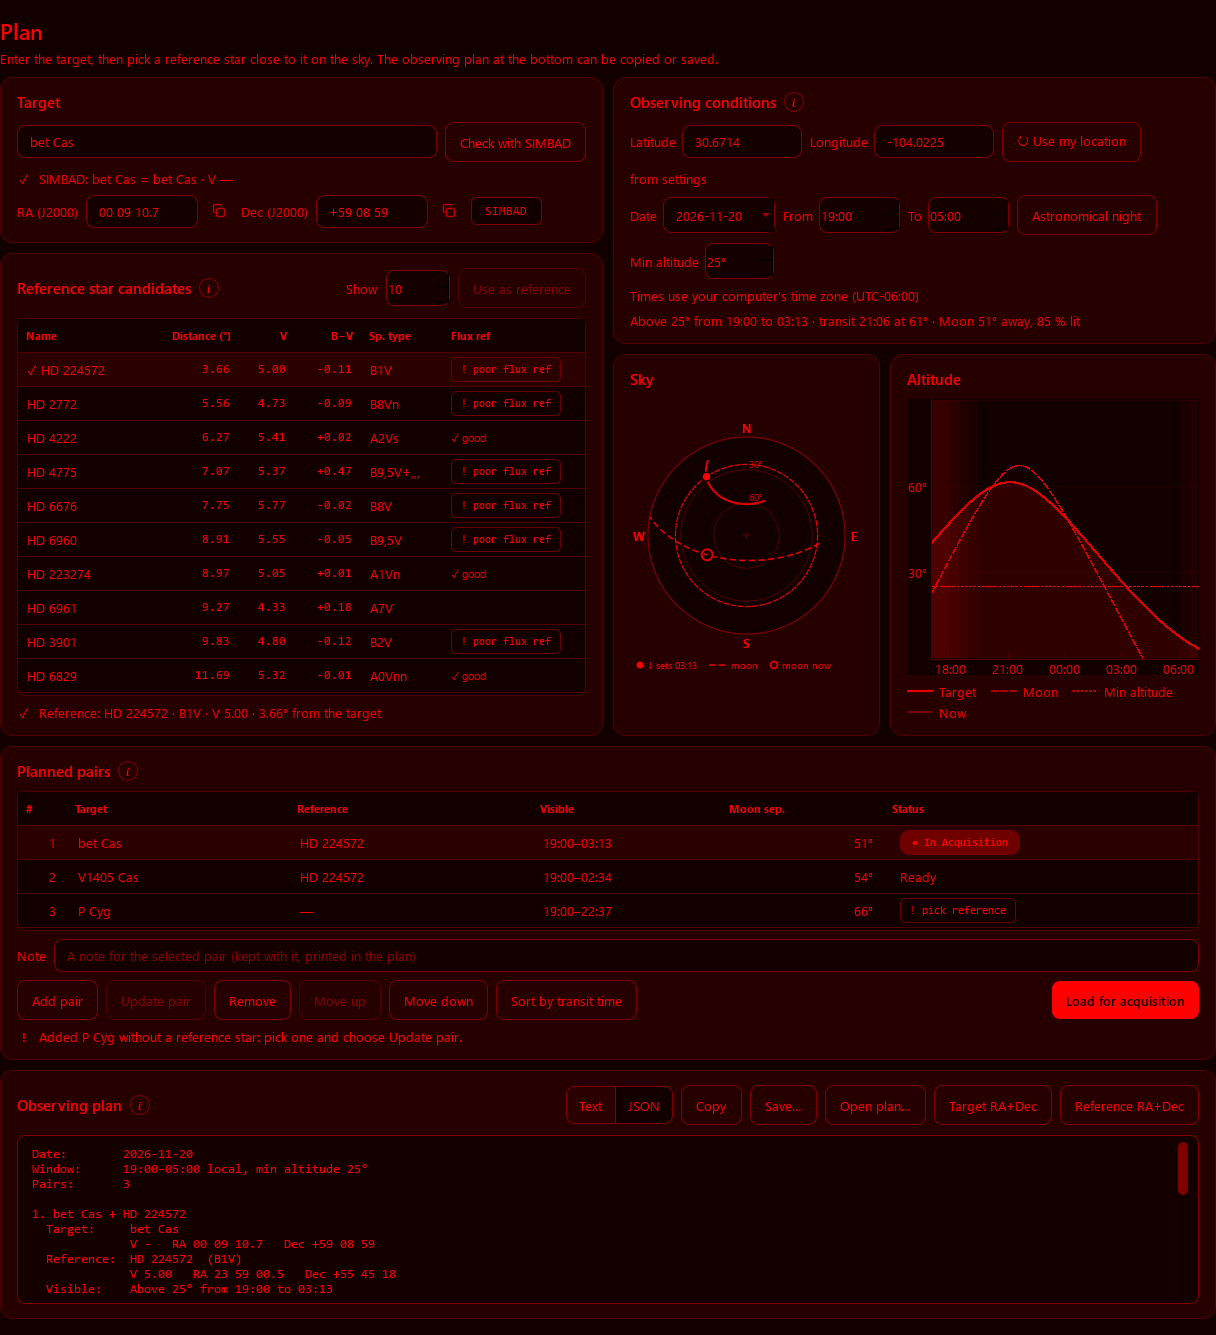 Plan
Enter the target, then pick a reference star close to it on the sky. The observing plan at the bottom can be copied or saved.
Target
bet Cas
Check with SIMBAD
✓ SIMBAD: bet Cas = bet Cas · V —
RA (J2000) 00 09 10.7 Dec (J2000) +59 08 59 SIMBAD
Observing conditions i
Latitude 30.6714 Longitude -104.0225 Use my location
from settings
Date 2026-11-20 From 19:00 To 05:00 Astronomical night
Min altitude 25°
Times use your computer's time zone (UTC-06:00)
Above 25° from 19:00 to 03:13 · transit 21:06 at 61° · Moon 51° away, 85 % lit
Reference star candidates i Show 10 Use as reference
Name Distance (°) V B−V Sp. type Flux ref
✓ HD 224572 3.66 5.00 -0.11 B1V ! poor flux ref
HD 2772 5.56 4.73 -0.09 B8Vn ! poor flux ref
HD 4222 6.27 5.41 +0.02 A2Vs ✓ good
HD 4775 7.07 5.37 +0.47 B9,5V+,,, ! poor flux ref
HD 6676 7.75 5.77 -0.02 B8V ! poor flux ref
HD 6960 8.91 5.55 -0.05 B9,5V ! poor flux ref
HD 223274 8.97 5.05 +0.01 A1Vn ✓ good
HD 6961 9.27 4.33 +0.18 A7V
HD 3901 9.83 4.80 -0.12 B2V ! poor flux ref
HD 6829 11.69 5.32 -0.01 A0Vnn ✓ good
✓ Reference: HD 224572 · B1V · V 5.00 · 3.66° from the target
Sky
N
30°
60°
W
E
S
↓ sets 03:13 moon moon now
Altitude
60°
30°
18:00 21:00 00:00 03:00 06:00
Target Moon Min altitude
Now
Planned pairs i
# Target Reference Visible Moon sep. Status
1 bet Cas HD 224572 19:00–03:13 51° In Acquisition
2 V1405 Cas HD 224572 19:00–02:34 54° Ready
3 P Cyg — 19:00–22:37 66° ! pick reference
Note A note for the selected pair (kept with it, printed in the plan)
Add pair Update pair Remove Move up Move down Sort by transit time Load for acquisition
! Added P Cyg without a reference star: pick one and choose Update pair.
Observing plan i Text JSON Copy Save... Open plan... Target RA+Dec Reference RA+Dec
Date: 2026-11-20
Window: 19:00-05:00 local, min altitude 25°
Pairs: 3
1. bet Cas + HD 224572
Target: bet Cas
V - RA 00 09 10.7 Dec +59 08 59
Reference: HD 224572 (B1V)
V 5.00 RA 23 59 00.5 Dec +55 45 18
Visible: Above 25° from 19:00 to 03:13